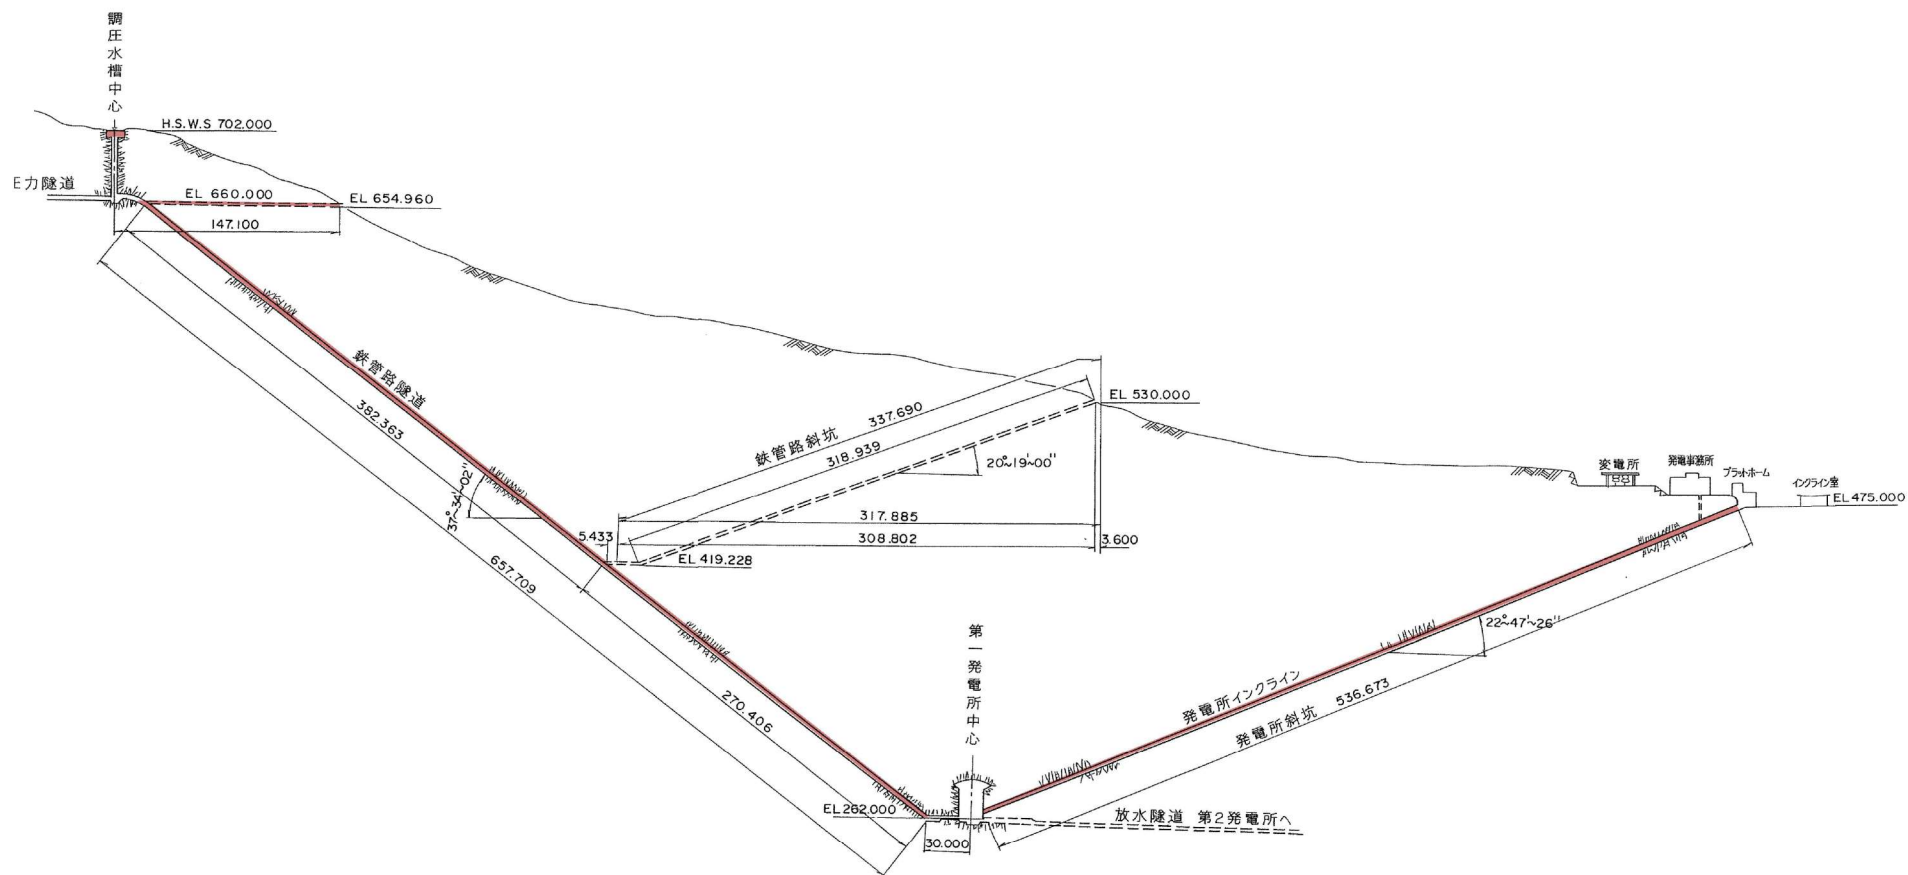 調圧水槽中心
H.S.W.S 702.000
圧力隧道
EL 660.000
EL 654.960
147.100
鉄管路隧道
382.363
37°~34'~02"
657.709
270.406
337.690
鉄管路斜坑
318.939
20°~19'~00"
EL 530.000
317.885
5.433
308.802
3.600
EL 419.228
変電所
発電事務所
プラットホーム
インクライン室
EL 475.000
22°~47'~26"
第一発電所中心
発電所インクライン
発電所斜坑 536.673
EL 262.000
放水隧道 第2発電所へ
30.000